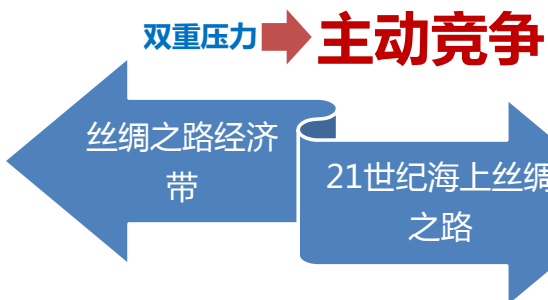 双重压力 主动竞争
丝绸之路经济
带
21世纪海上丝绸
之路